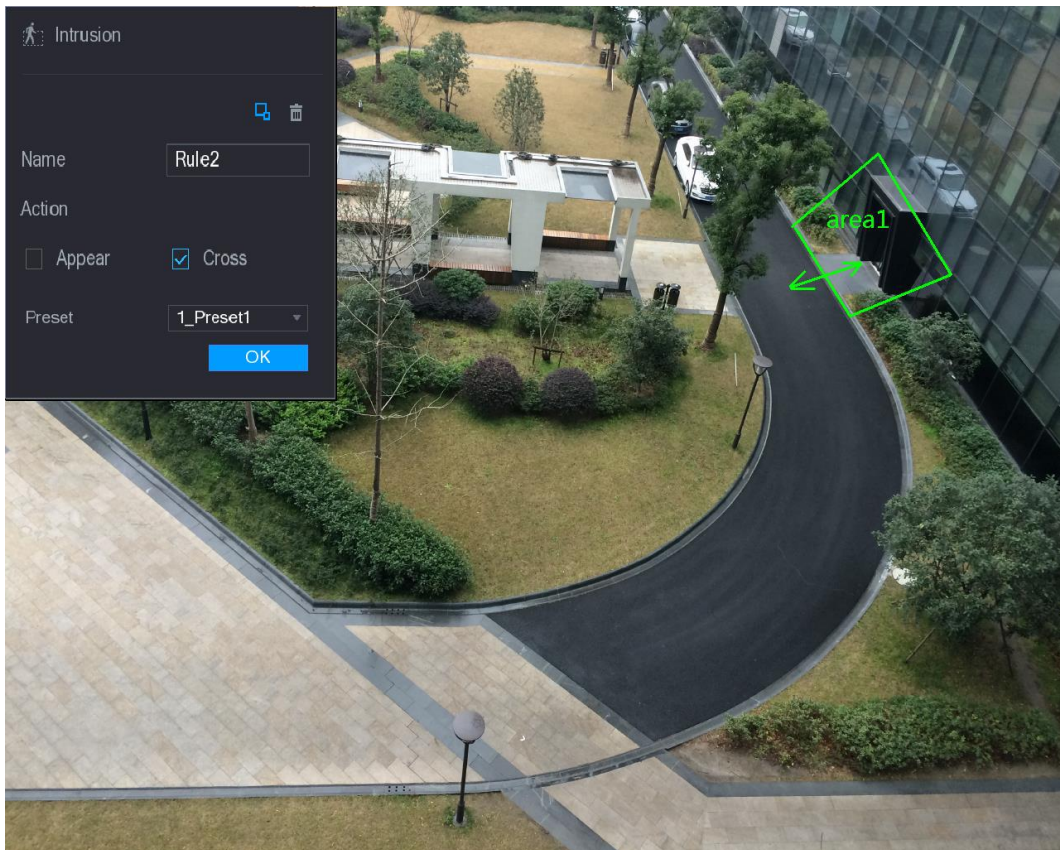 Intrusion
Name
Rule2
Action
Appear
Cross
Preset
1_Preset1
OK
area1